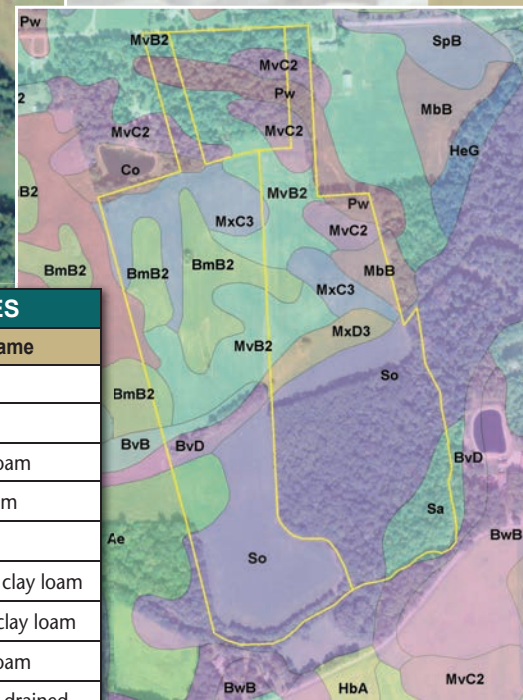 Pw
MvB2
SpB
MvC2
MbB
2
Pw
MvC2
MvC2
HeG
Co
B2
MvB2
Pw
MxC3
MvC2
BmB2
BmB2
BmB2
MbB
MxC3
ES
MxD3
ame
MvB2
So
BmB2
BvB
BvD
oam
BvD
am
Sa
BwB
Ae
So
clay loam
clay loam
oam
MvC2
BwB
HbA
drained